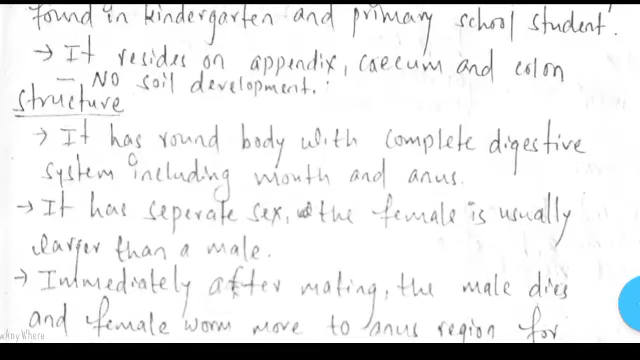 found in kindergarten and primary school student.
→ It resides on appendix, caecum and colon
— No soil development.
Structure
→ It has round body with complete digestive
system including mouth and anus.
→ It has seperate sex, the female is usually
larger than a male.
→ Immediately after mating, the male dies
and female worm move to anus region for
AnyWhere